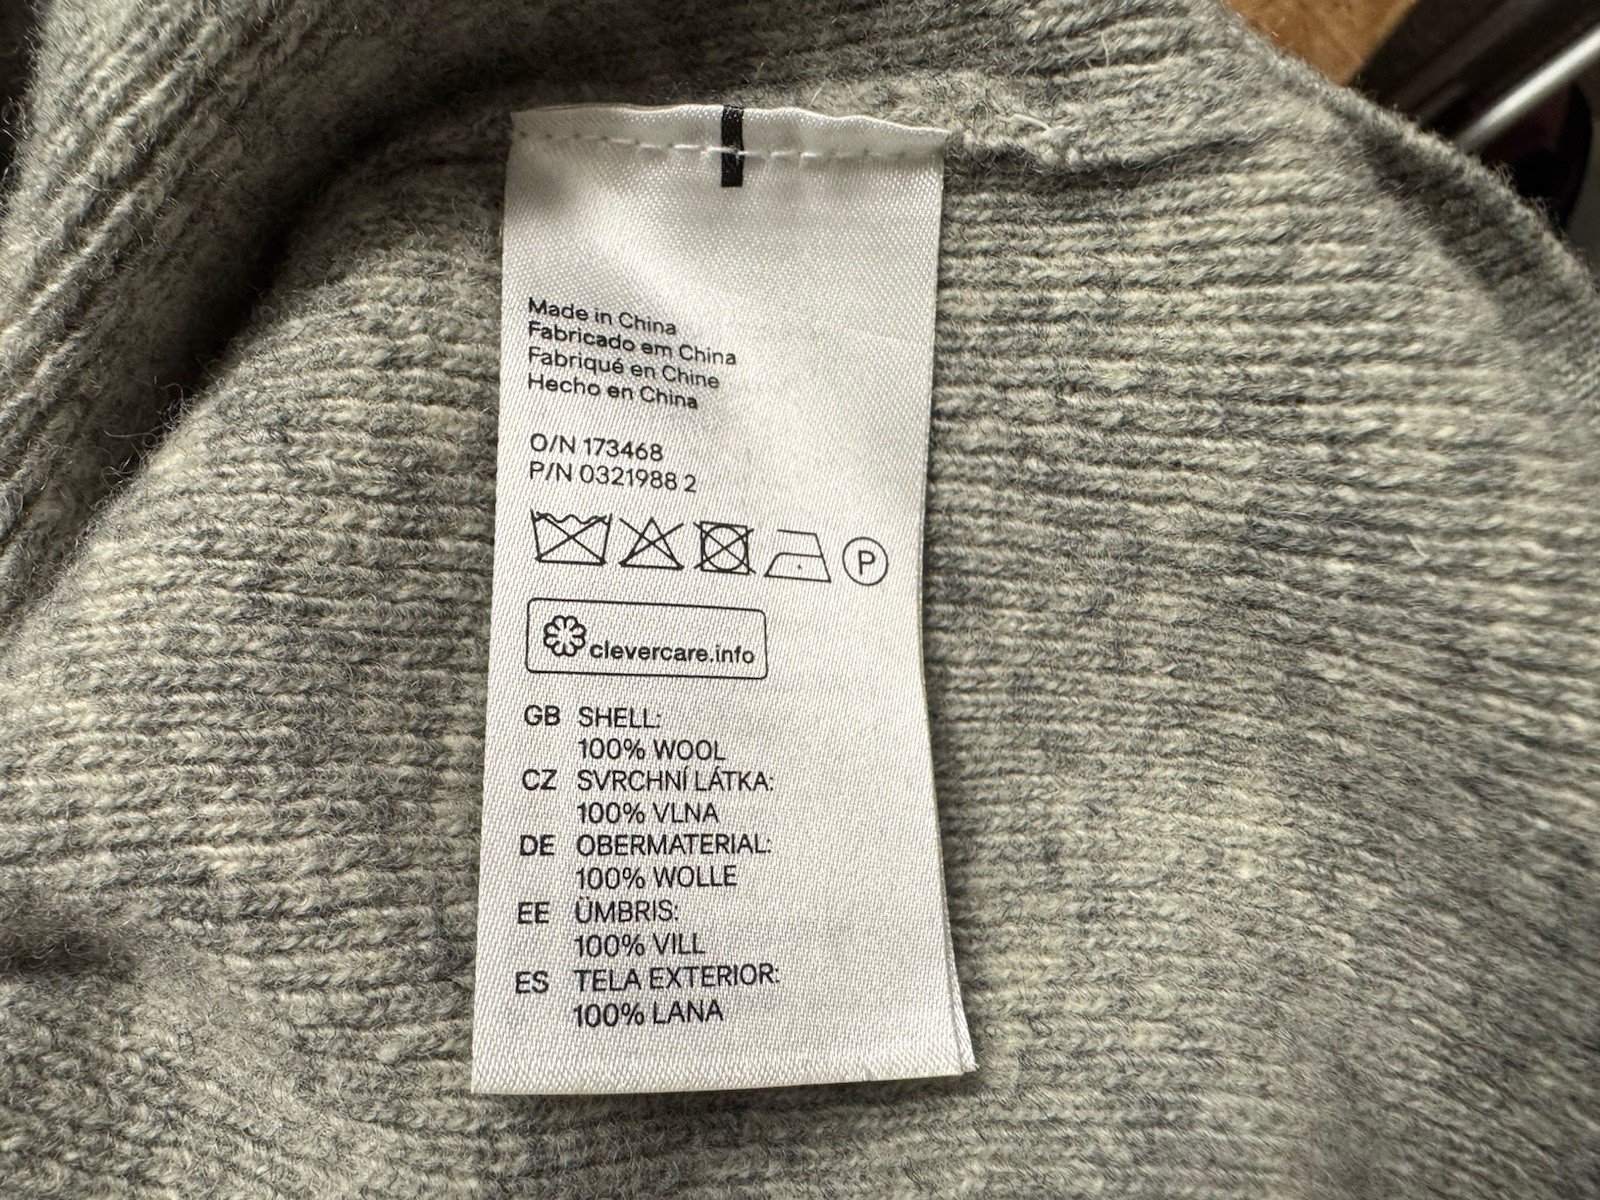 Made in China
Fabricado em China
Fabriqué en Chine
Hecho en China
O/N 173468
P/N 0321988 2
P
clevercare.info
GB SHELL:
100% WOOL
CZ SVRCHNÍ LÁTKA:
100% VLNA
DE OBERMATERIAL:
100% WOLLE
EE ÜMBRIS:
100% VILL
ES TELA EXTERIOR:
100% LANA